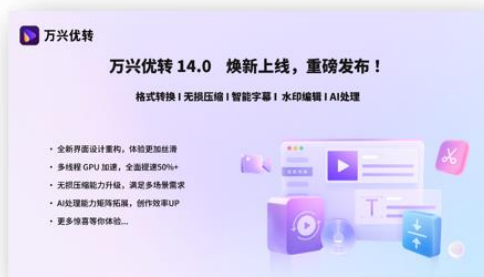 万兴优转
万兴优转 14.0 焕新上线，重磅发布！
格式转换 I 无损压缩 I 智能字幕 I 水印编辑 I AI处理
• 全新界面设计重构，体验更加丝滑
• 多线程 GPU 加速，全面提速50%+
• 无损压缩能力升级，满足多场景需求
• AI处理能力矩阵拓展，创作效率UP
• 更多惊喜等你体验...
T